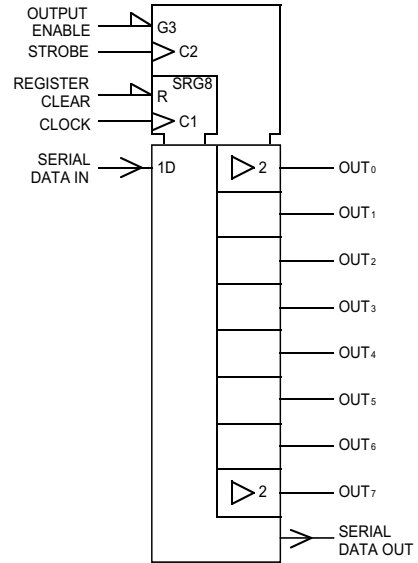 OUTPUT
ENABLE
G3
STROBE
C2
REGISTER
CLEAR
R
SRG8
CLOCK
C1
SERIAL
DATA IN
1D
2
OUT₀
OUT₁
OUT₂
OUT₃
OUT₄
OUT₅
OUT₆
2
OUT₇
SERIAL
DATA OUT